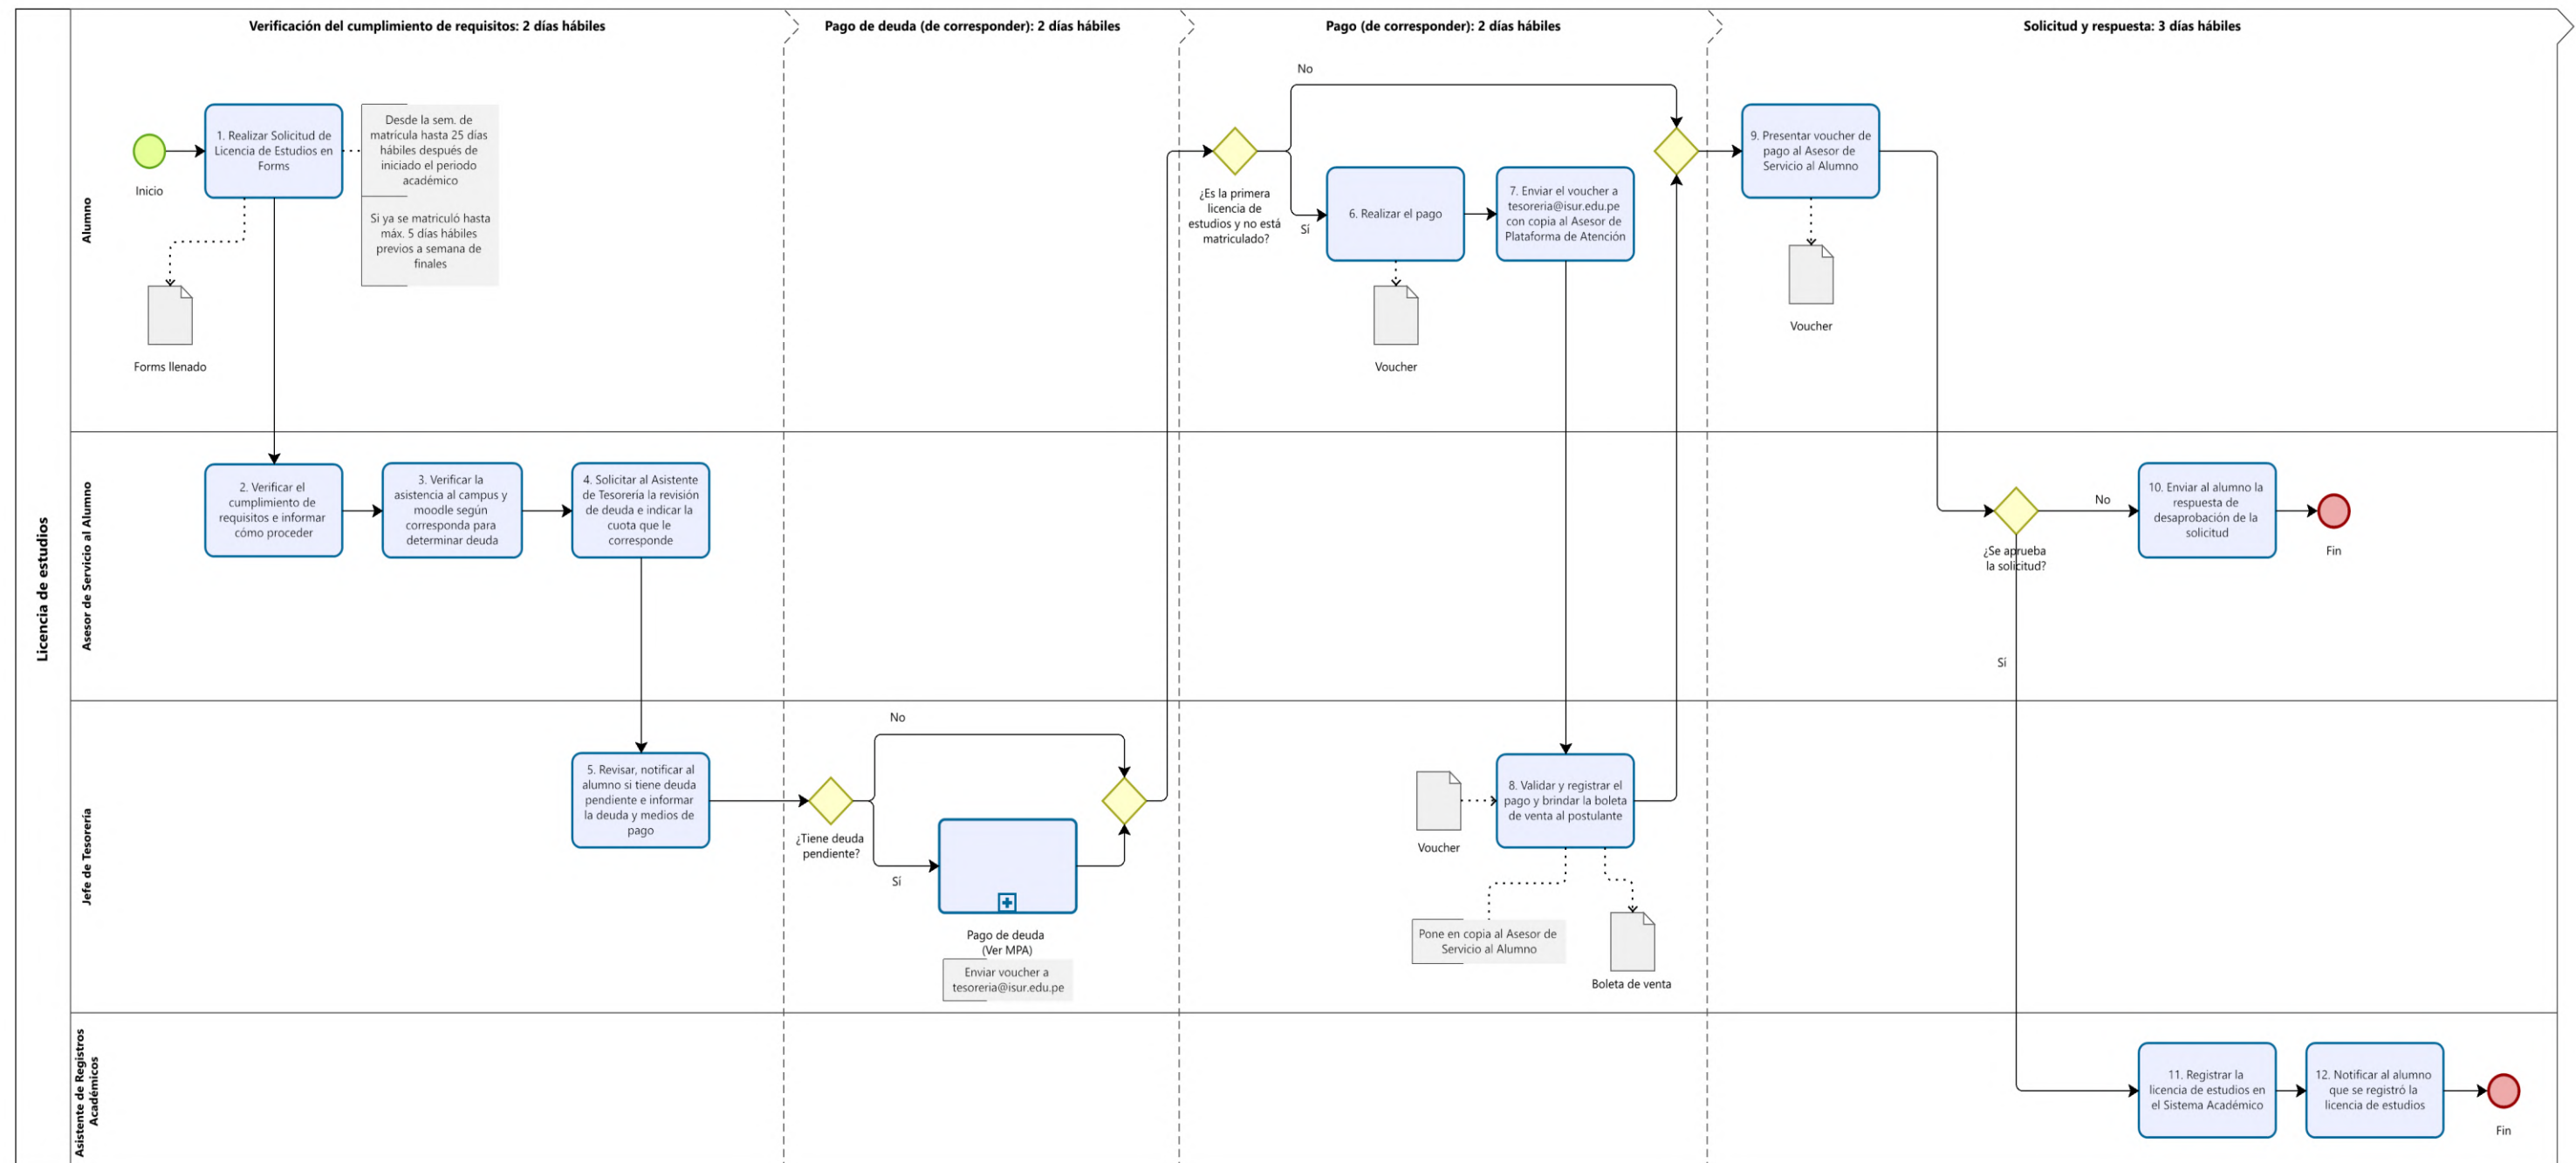 Verificación del cumplimiento de requisitos: 2 días hábiles
Pago de deuda (de corresponder): 2 días hábiles
Pago (de corresponder): 2 días hábiles
Solicitud y respuesta: 3 días hábiles
Licencia de estudios
Alumno
Inicio
1. Realizar Solicitud de
Licencia de Estudios en
Forms
Desde la sem. de
matricula hasta 25 días
hábiles después de
iniciado el periodo
académico
Si ya se matriculó hasta
máx. 5 días hábiles
previos a semana de
finales
Forms llenado
No
¿Es la primera
licencia de
estudios y no está
matriculado?
Sí
6. Realizar el pago
Voucher
7. Enviar el voucher a
tesoreria@isur.edu.pe
con copia al Asesor de
Plataforma de Atención
9. Presentar voucher de
pago al Asesor de
Servicio al Alumno
Voucher
Asesor de Servicio al Alumno
2. Verificar el
cumplimiento de
requisitos e informar
cómo proceder
3. Verificar la
asistencia al campus y
moodle según
corresponda para
determinar deuda
4. Solicitar al Asistente
de Tesorería la revisión
de deuda e indicar la
cuota que le
corresponde
¿Se aprueba
la solicitud?
No
Sí
10. Enviar al alumno la
respuesta de
desaprobación de la
solicitud
Fin
Jefe de Tesorería
5. Revisar, notificar al
alumno si tiene deuda
pendiente e informar
la deuda y medios de
pago
¿Tiene deuda
pendiente?
No
Sí
Pago de deuda
(Ver MPA)
Enviar voucher a
tesoreria@isur.edu.pe
Voucher
8. Validar y registrar el
pago y brindar la boleta
de venta al postulante
Pone en copia al Asesor de
Servicio al Alumno
Boleta de venta
Asistente de Registros
Académicos
11. Registrar la
licencia de estudios en
el Sistema Académico
12. Notificar al alumno
que se registró la
licencia de estudios
Fin